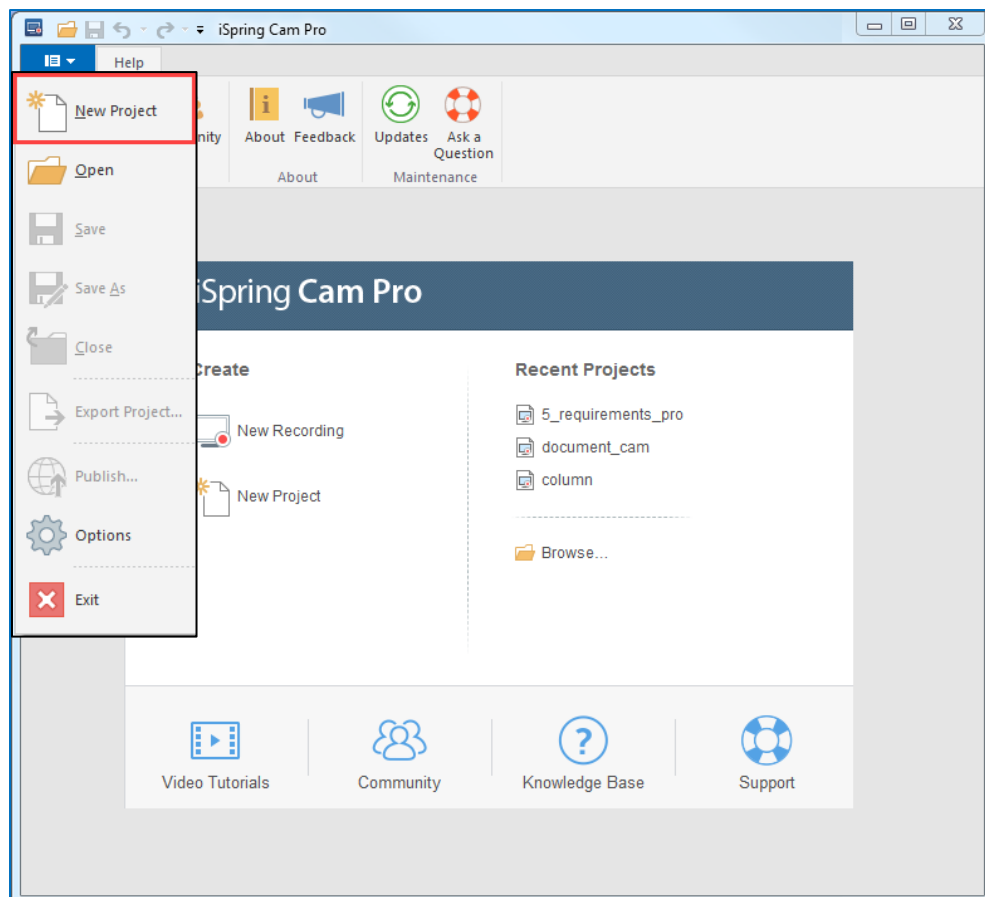 iSpring Cam Pro
Help
New Project
Open
Save
Save As
Close
Export Project...
Publish...
Options
Exit
About Feedback
Updates Ask a
Question
About
Maintenance
iSpring Cam Pro
Create
New Recording
New Project
Recent Projects
5_requirements_pro
document_cam
column
Browse...
Video Tutorials
Community
Knowledge Base
Support